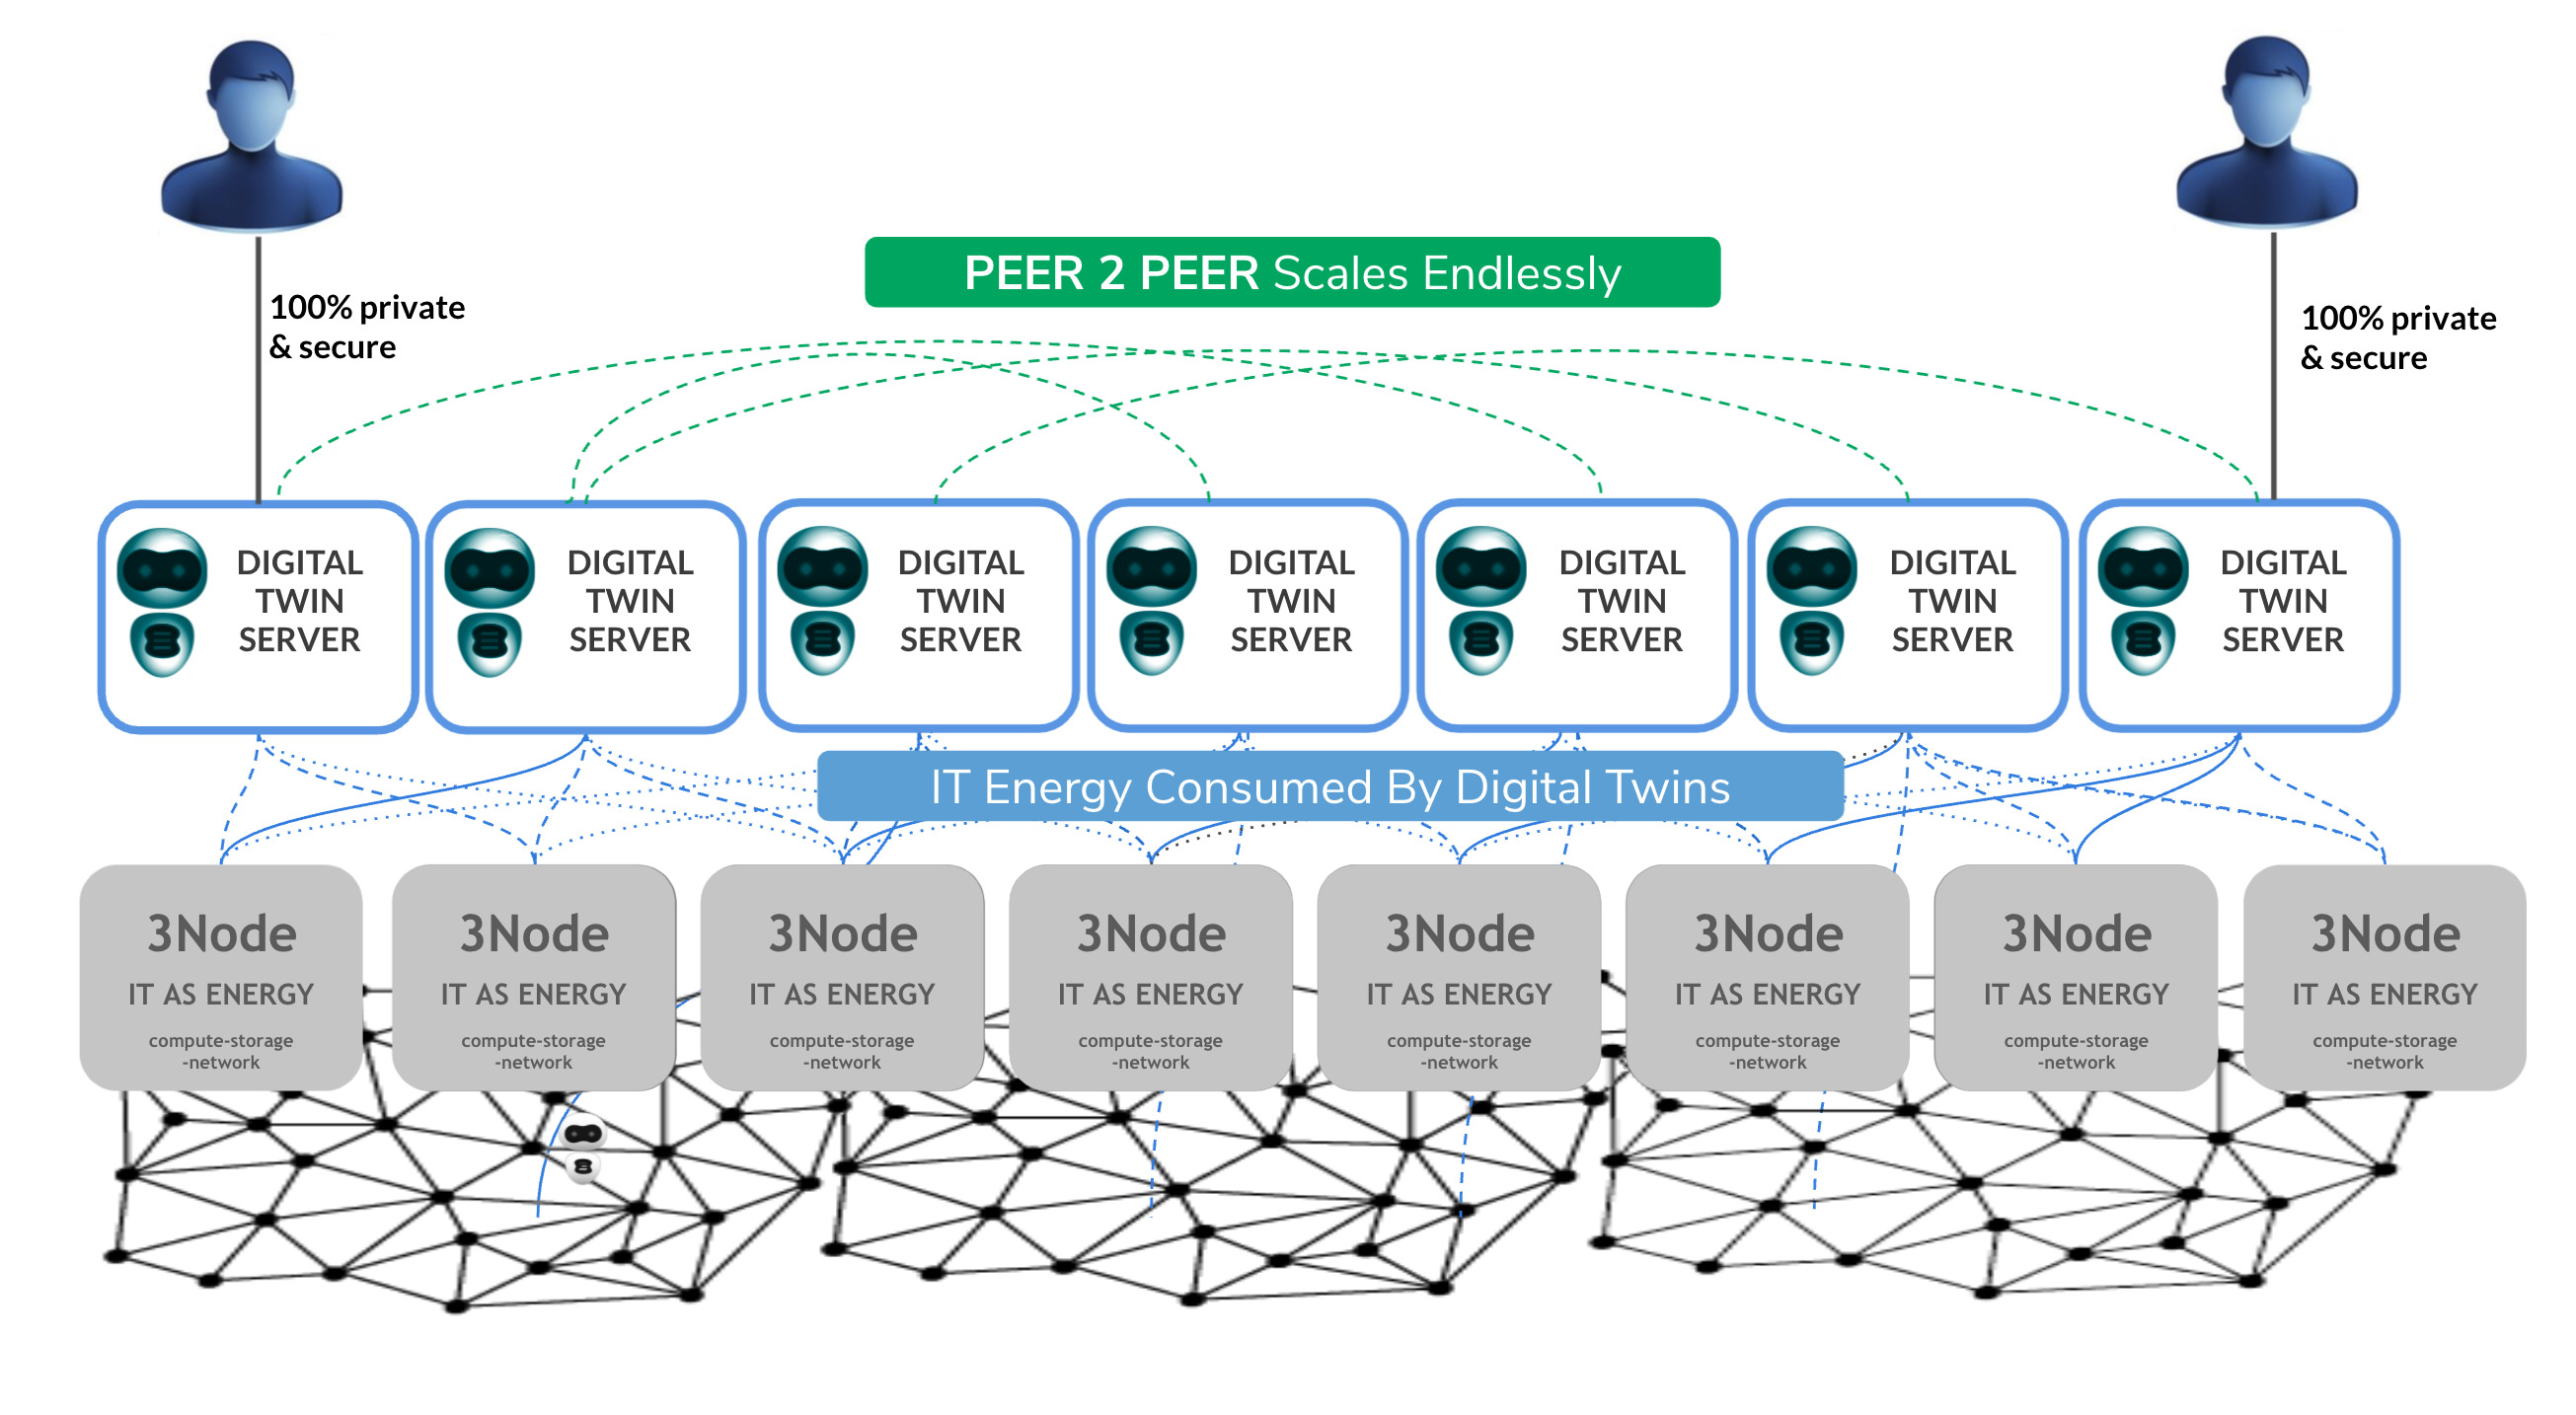 PEER 2 PEER Scales Endlessly
100% private
& secure
100% private
& secure
DIGITAL
TWIN
SERVER
DIGITAL
TWIN
SERVER
DIGITAL
TWIN
SERVER
DIGITAL
TWIN
SERVER
DIGITAL
TWIN
SERVER
DIGITAL
TWIN
SERVER
DIGITAL
TWIN
SERVER
IT Energy Consumed By Digital Twins
3Node
IT AS ENERGY
compute-storage
-network
3Node
IT AS ENERGY
compute-storage
-network
3Node
IT AS ENERGY
compute-storage
-network
3Node
IT AS ENERGY
compute-storage
-network
3Node
IT AS ENERGY
compute-storage
-network
3Node
IT AS ENERGY
compute-storage
-network
3Node
IT AS ENERGY
compute-storage
-network
3Node
IT AS ENERGY
compute-storage
-network